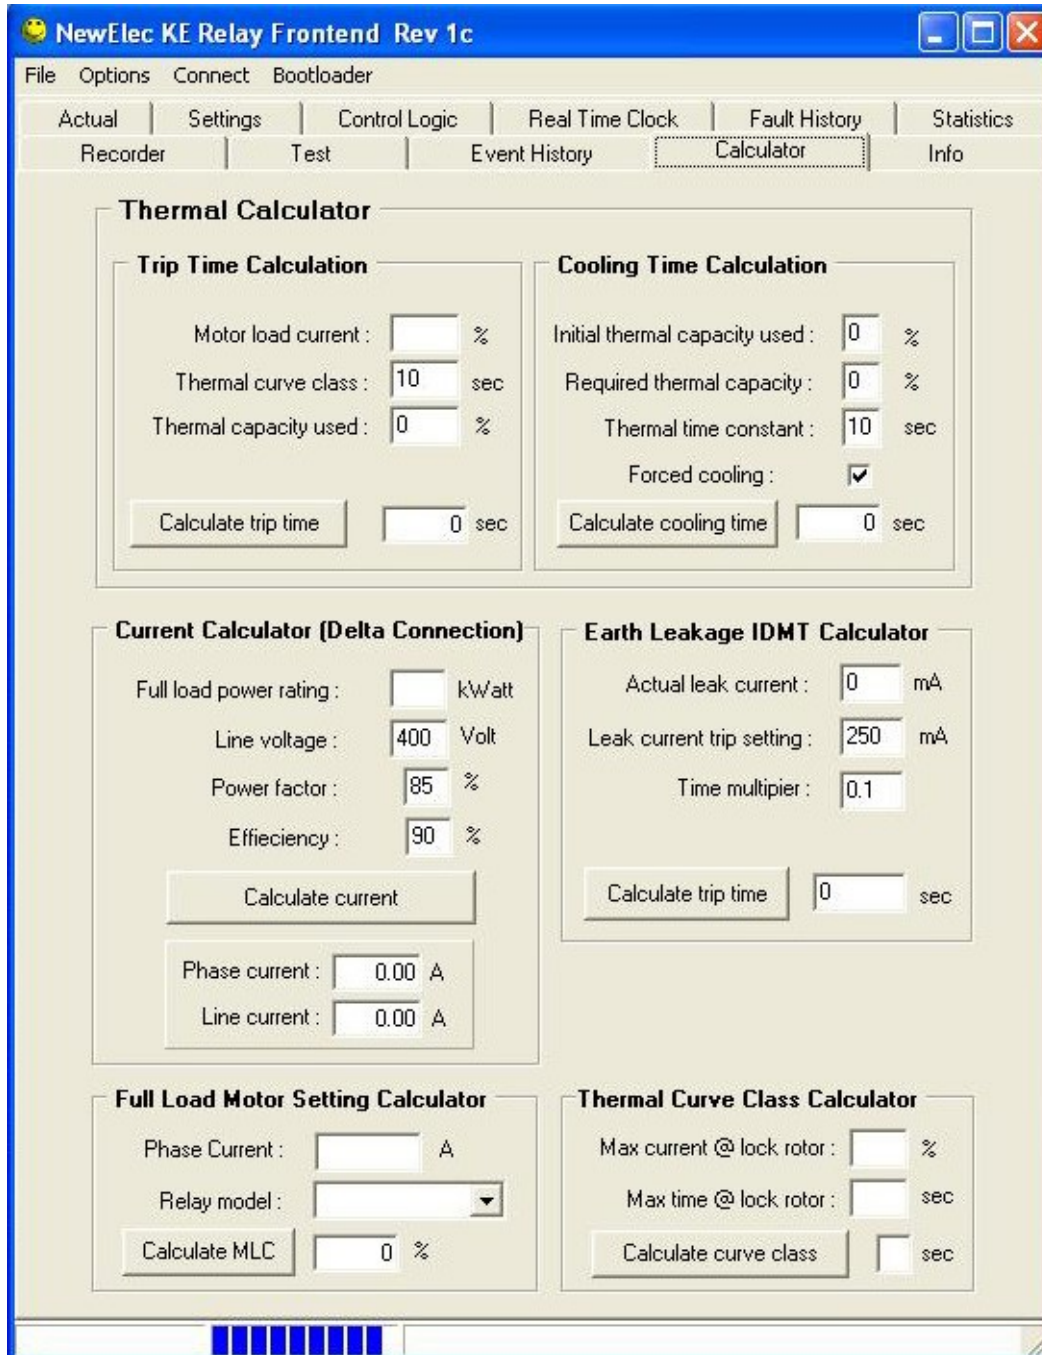 NewElec KE Relay Frontend Rev 1c
File Options Connect Bootloader
Actual Settings Control Logic Real Time Clock Fault History Statistics
Recorder Test Event History Calculator Info
Thermal Calculator
Trip Time Calculation
Motor load current : %
Thermal curve class : 10 sec
Thermal capacity used : 0 %
Calculate trip time 0 sec
Cooling Time Calculation
Initial thermal capacity used : 0 %
Required thermal capacity : 0 %
Thermal time constant : 10 sec
Forced cooling :
Calculate cooling time 0 sec
Current Calculator (Delta Connection)
Full load power rating : kWatt
Line voltage : 400 Volt
Power factor : 85 %
Effieciency : 90 %
Calculate current
Phase current : 0.00 A
Line current : 0.00 A
Earth Leakage IDMT Calculator
Actual leak current : 0 mA
Leak current trip setting : 250 mA
Time multipier : 0.1
Calculate trip time 0 sec
Full Load Motor Setting Calculator
Phase Current : A
Relay model :
Calculate MLC 0 %
Thermal Curve Class Calculator
Max current @ lock rotor : %
Max time @ lock rotor : sec
Calculate curve class sec